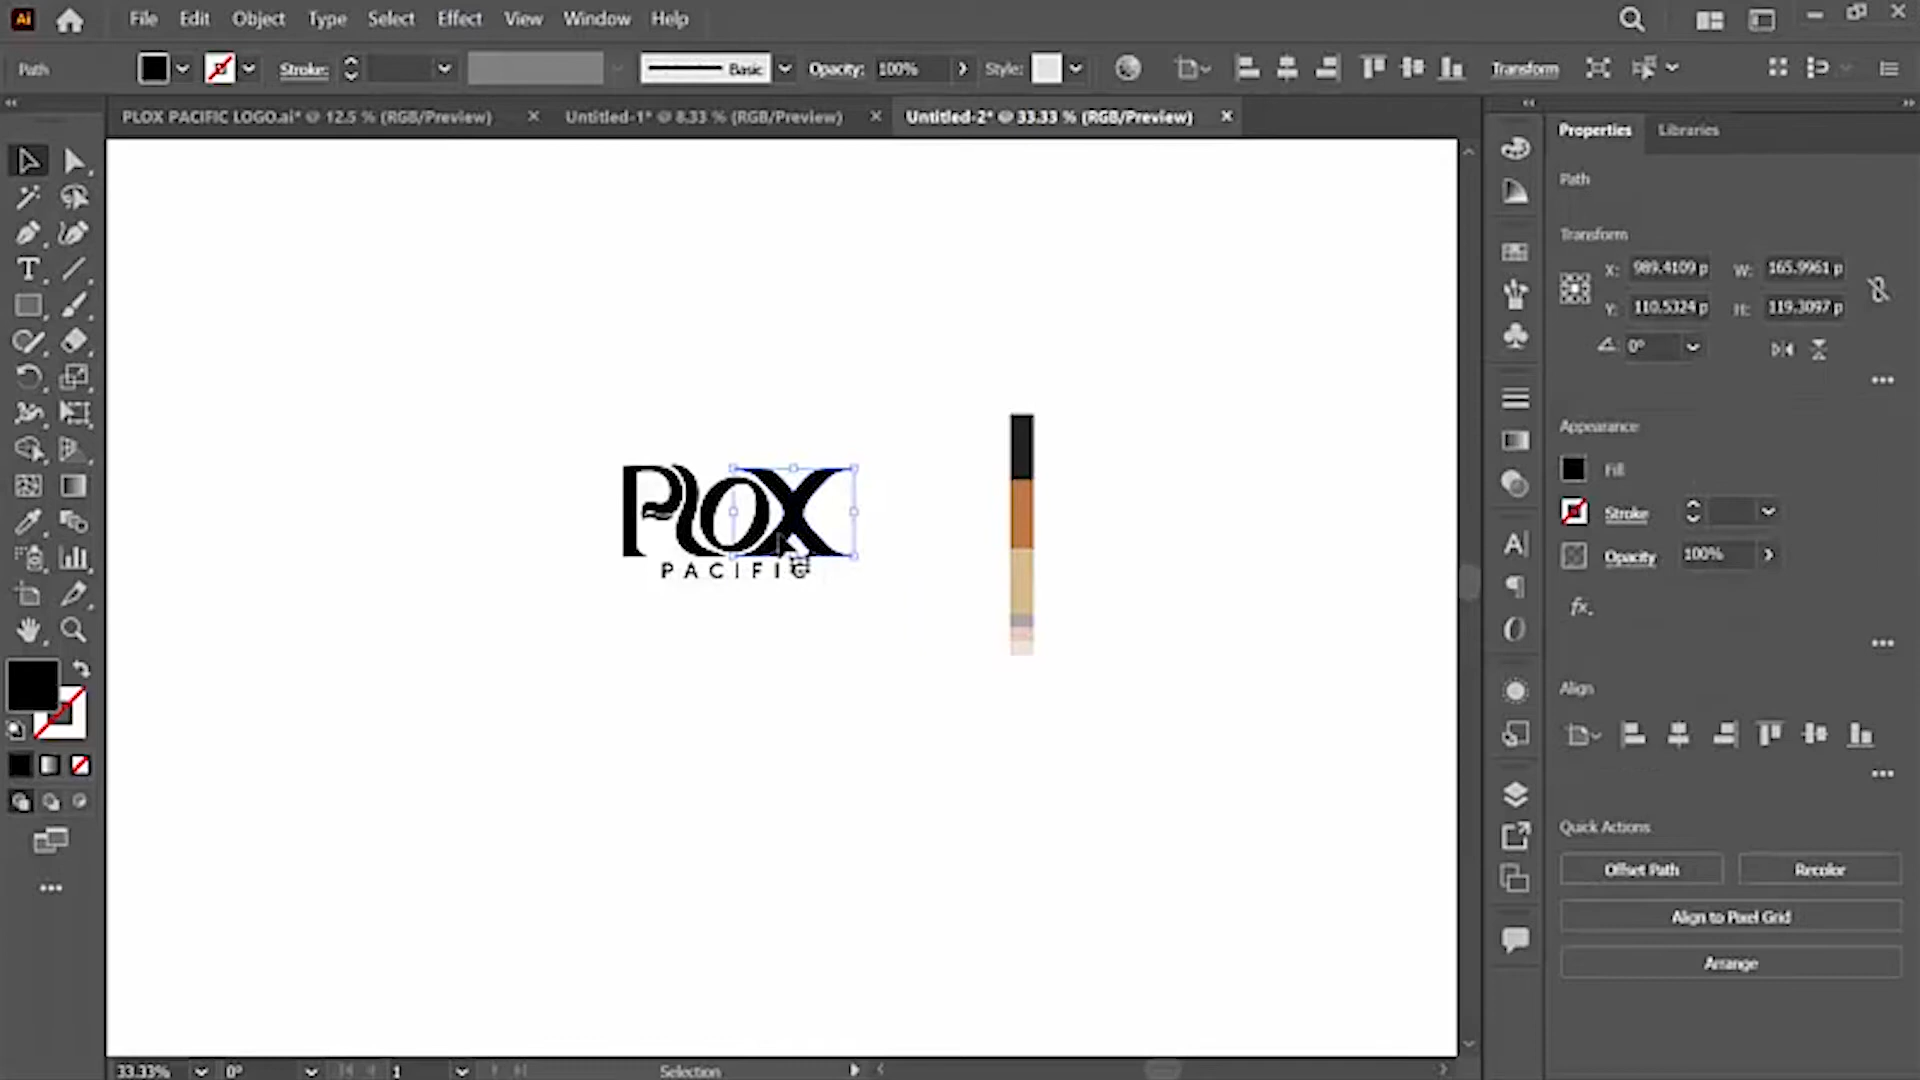 Ai File Edit Object Type Select Effect View Window Help
Path Stroke: Basic Opacity: 100% Style: Transform
PLOX PACIFIC LOGO.ai* @ 12.5 % (RGB/Preview) Untitled-1* @ 8.33 % (RGB/Preview) Untitled-2* @ 33.33 % (RGB/Preview)
Properties Libraries
Path
Transform
X: 989.4109 p W: 165.9961 p
Y: 110.5324 p H: 119.3097 p
0°
Appearance
Fill
Stroke
Opacity 100%
fx.
Align
Quick Actions
Offset Path Recolor
Align to Pixel Grid
Arrange
PloX
PACIFIC
33.33% 0° 1 Selection